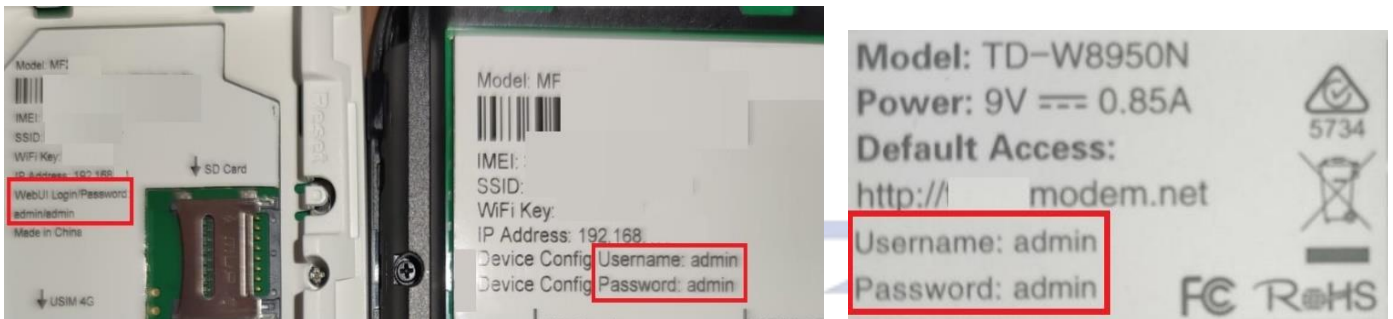 Model: MF
IMEI:
SSID:
WiFi Key:
IP Address: 192.168.
WebUI Login/Password
admin/admin
Made in China
SD Card
USIM 4G
Reset
Model: MF
IMEI:
SSID:
WiFi Key:
IP Address: 192.168.
Device Config Username: admin
Device Config Password: admin
Model: TD-W8950N
Power: 9V 0.85A
Default Access:
http:// modem.net
Username: admin
Password: admin
5734
FC RoHS